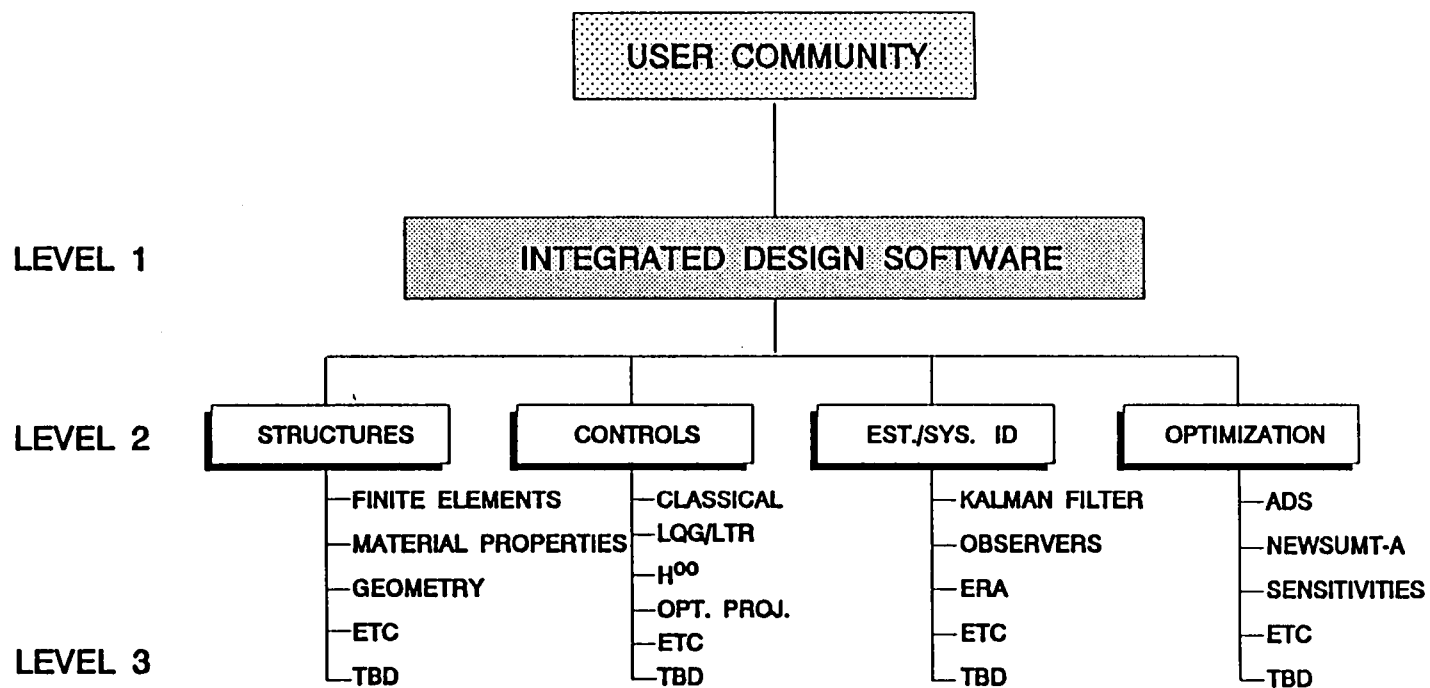 USER COMMUNITY
LEVEL 1
INTEGRATED DESIGN SOFTWARE
LEVEL 2
STRUCTURES
CONTROLS
EST./SYS. ID
OPTIMIZATION
FINITE ELEMENTS
MATERIAL PROPERTIES
GEOMETRY
ETC
TBD
CLASSICAL
LQG/LTR
H∞
OPT. PROJ.
ETC
TBD
KALMAN FILTER
OBSERVERS
ERA
ETC
TBD
ADS
NEWSUMT-A
SENSITIVITIES
ETC
TBD
LEVEL 3